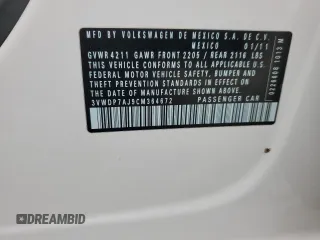 MFD BY VOLKSWAGEN DE MEXICO S.A. DE C.V.
MEXICO 01/11
GVWR 4211 GAWR FRONT 2205 / REAR 2116 LBS
THIS VEHICLE CONFORMS TO ALL APPLICABLE U.S.
FEDERAL MOTOR VEHICLE SAFETY, BUMPER, AND
THEFT PREVENTION STANDARDS IN EFFECT ON THE
DATE OF MANUFACTURE SHOWN ABOVE
3VWDP7AJ9CM364672 PASSENGER CAR
© DREAMBID